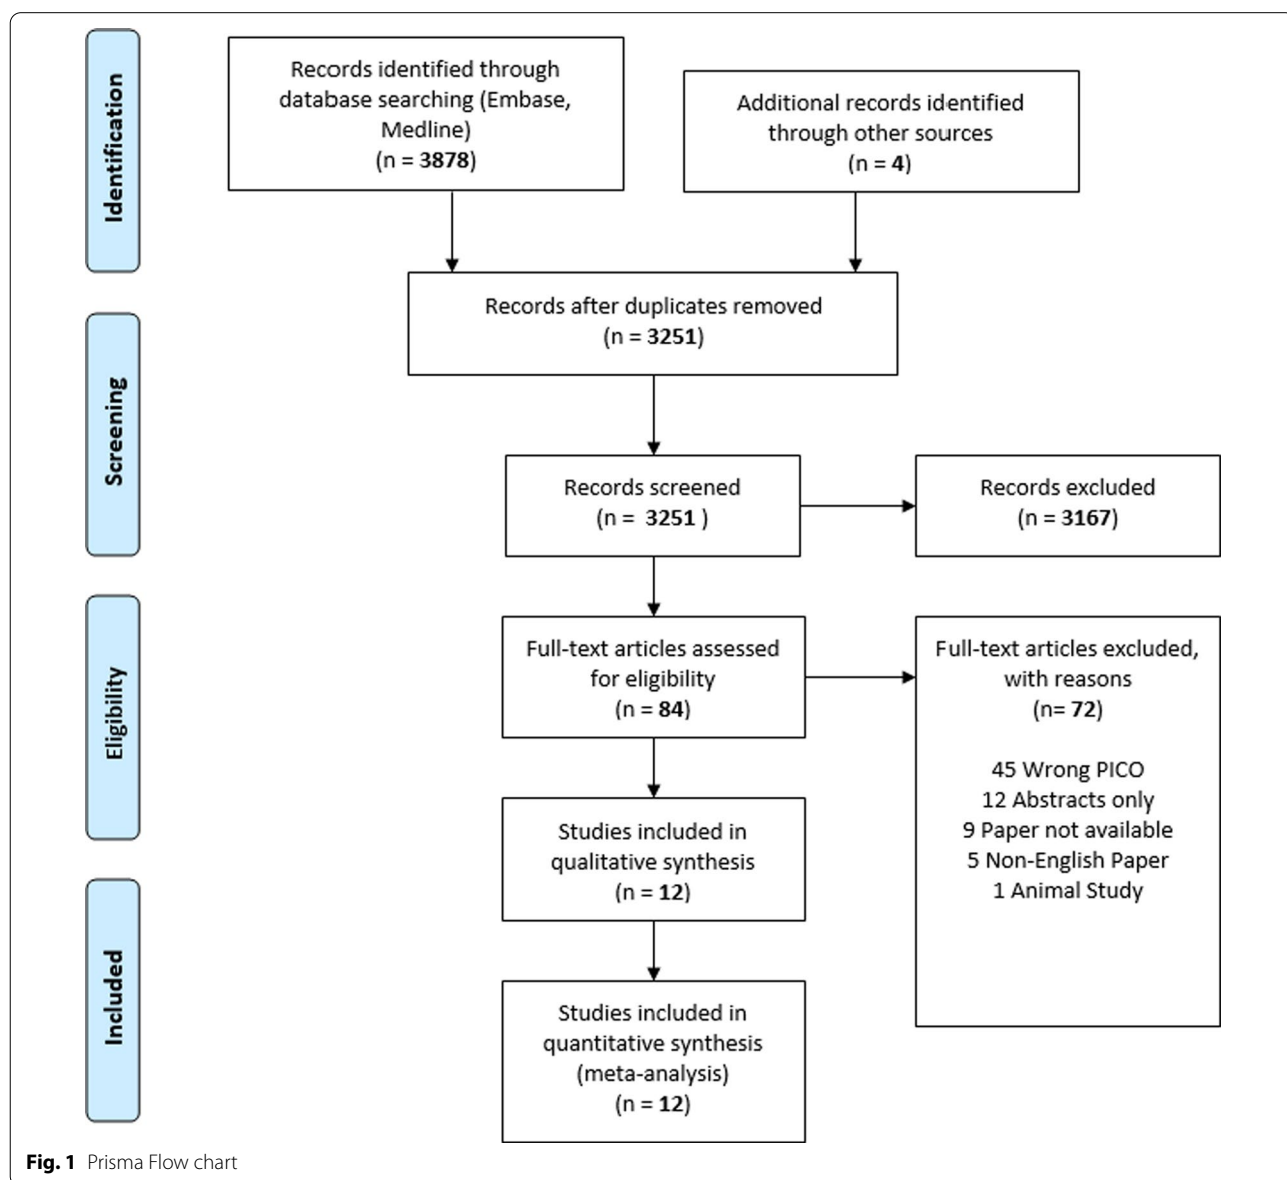 Identification
Records identified through
database searching (Embase,
Medline)
(n = 3878)
Additional records identified
through other sources
(n = 4)
Records after duplicates removed
(n = 3251)
Screening
Records screened
(n =  3251 )
Records excluded
(n = 3167)
Eligibility
Full-text articles assessed
for eligibility
(n = 84)
Full-text articles excluded,
with reasons
(n= 72)
45 Wrong PICO
12 Abstracts only
9 Paper not available
5 Non-English Paper
1 Animal Study
Studies included in
qualitative synthesis
(n = 12)
Included
Studies included in
quantitative synthesis
(meta-analysis)
(n = 12)
Fig. 1 Prisma Flow chart